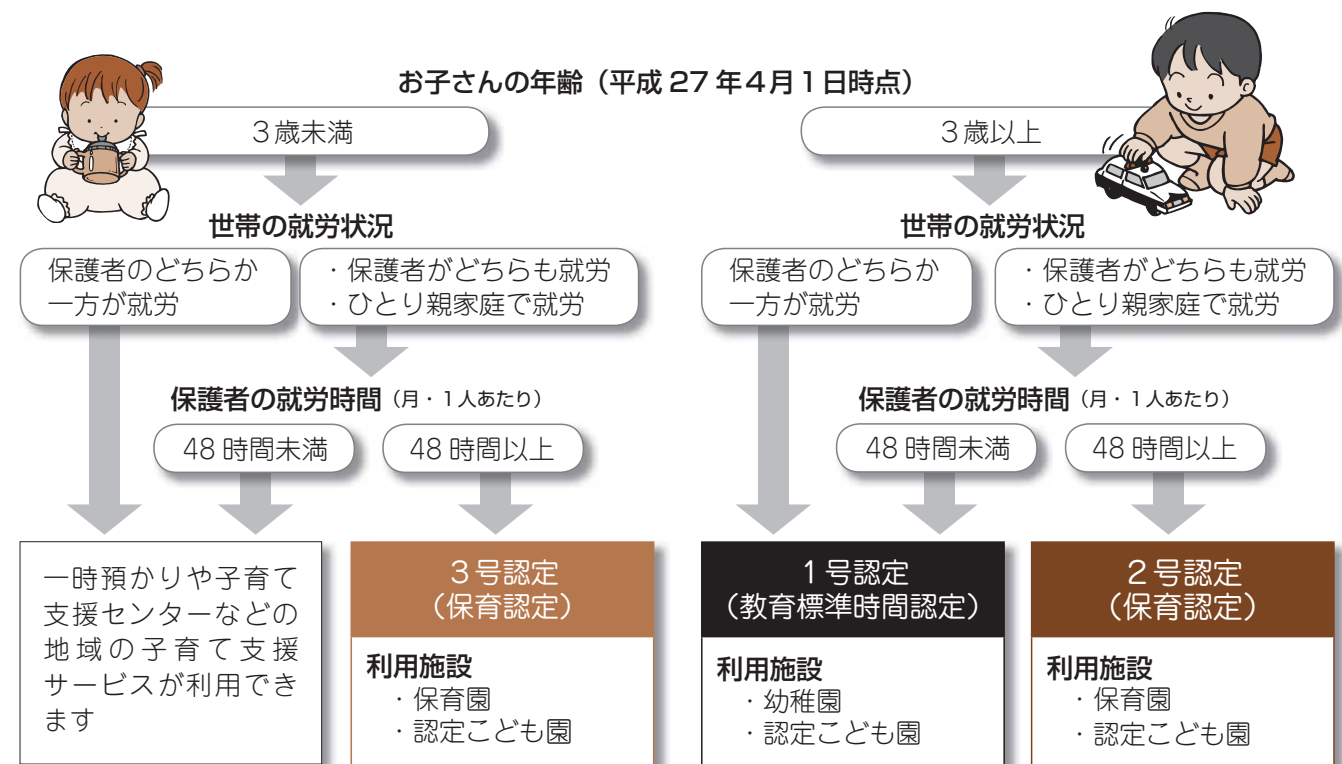 お子さんの年齢（平成 27 年４月１日時点）
３歳未満
世帯の就労状況
保護者のどちらか
一方が就労
・保護者がどちらも就労
・ひとり親家庭で就労
保護者の就労時間（月・１人あたり）
48 時間未満
48 時間以上
一時預かりや子育て
支援センターなどの
地域の子育て支援
サービスが利用でき
ます
３号認定
（保育認定）
利用施設
・保育園
・認定こども園
３歳以上
世帯の就労状況
保護者のどちらか
一方が就労
・保護者がどちらも就労
・ひとり親家庭で就労
保護者の就労時間（月・１人あたり）
48 時間未満
48 時間以上
１号認定
（教育標準時間認定）
利用施設
・幼稚園
・認定こども園
２号認定
（保育認定）
利用施設
・保育園
・認定こども園